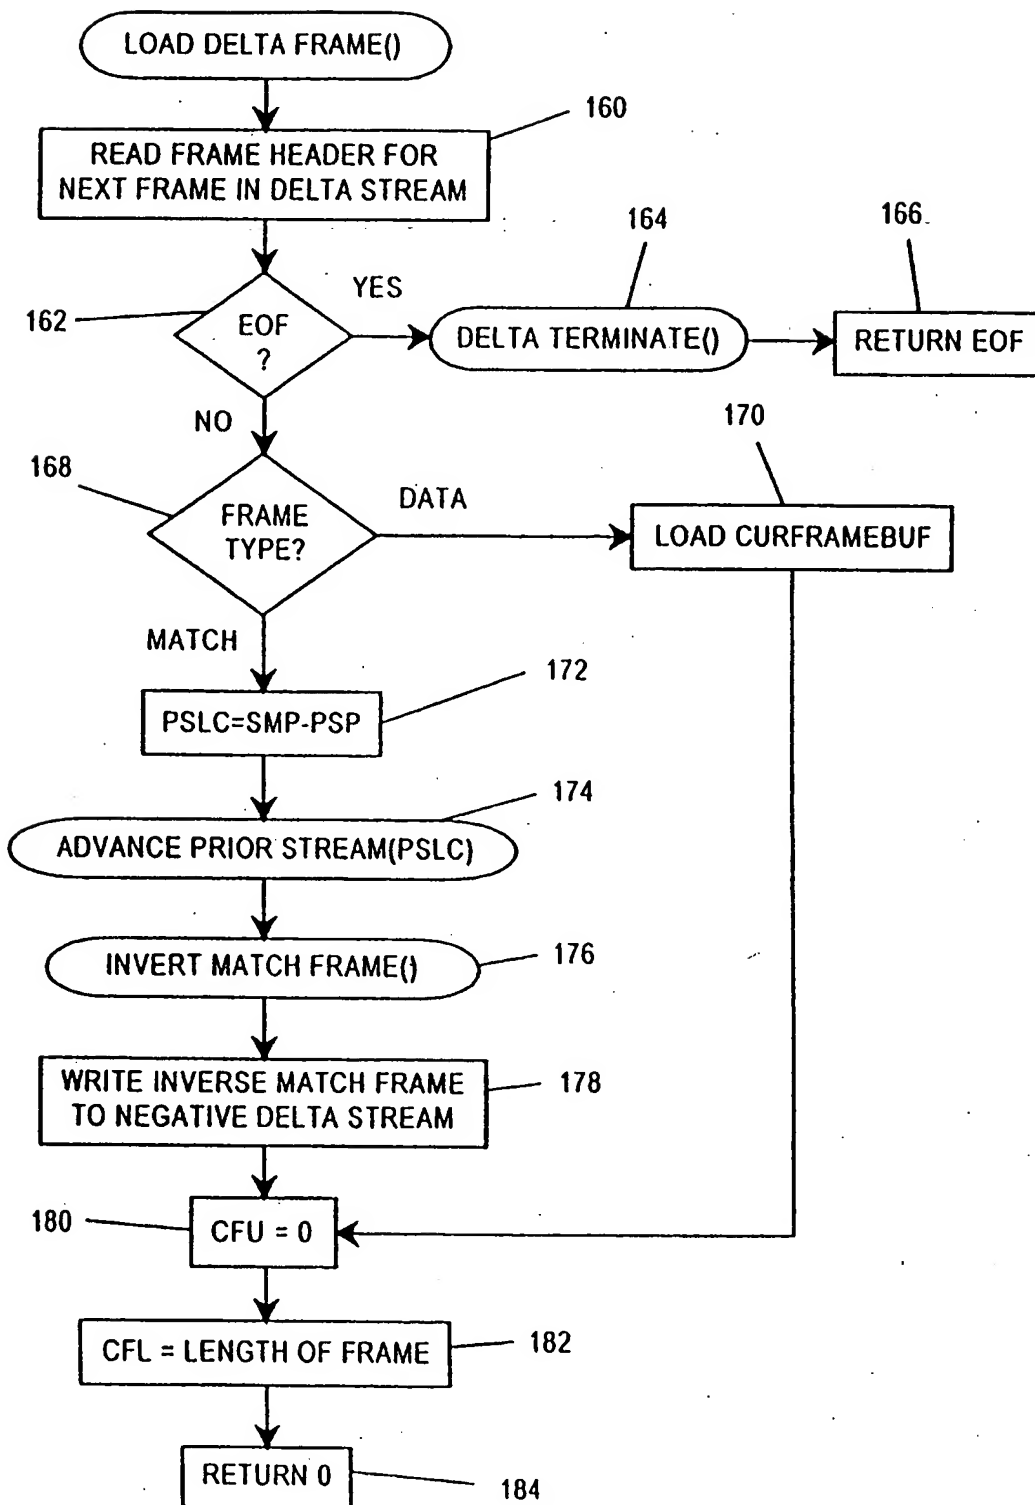 LOAD DELTA FRAME()
160
READ FRAME HEADER FOR
NEXT FRAME IN DELTA STREAM
164
166
YES
162
EOF
?
DELTA TERMINATE()
RETURN EOF
NO
170
168
DATA
FRAME
TYPE?
LOAD CURFRAMEBUF
MATCH
172
PSLC=SMP-PSP
174
ADVANCE PRIOR STREAM(PSLC)
INVERT MATCH FRAME()
176
WRITE INVERSE MATCH FRAME
TO NEGATIVE DELTA STREAM
178
180
CFU = 0
CFL = LENGTH OF FRAME
182
RETURN 0
184